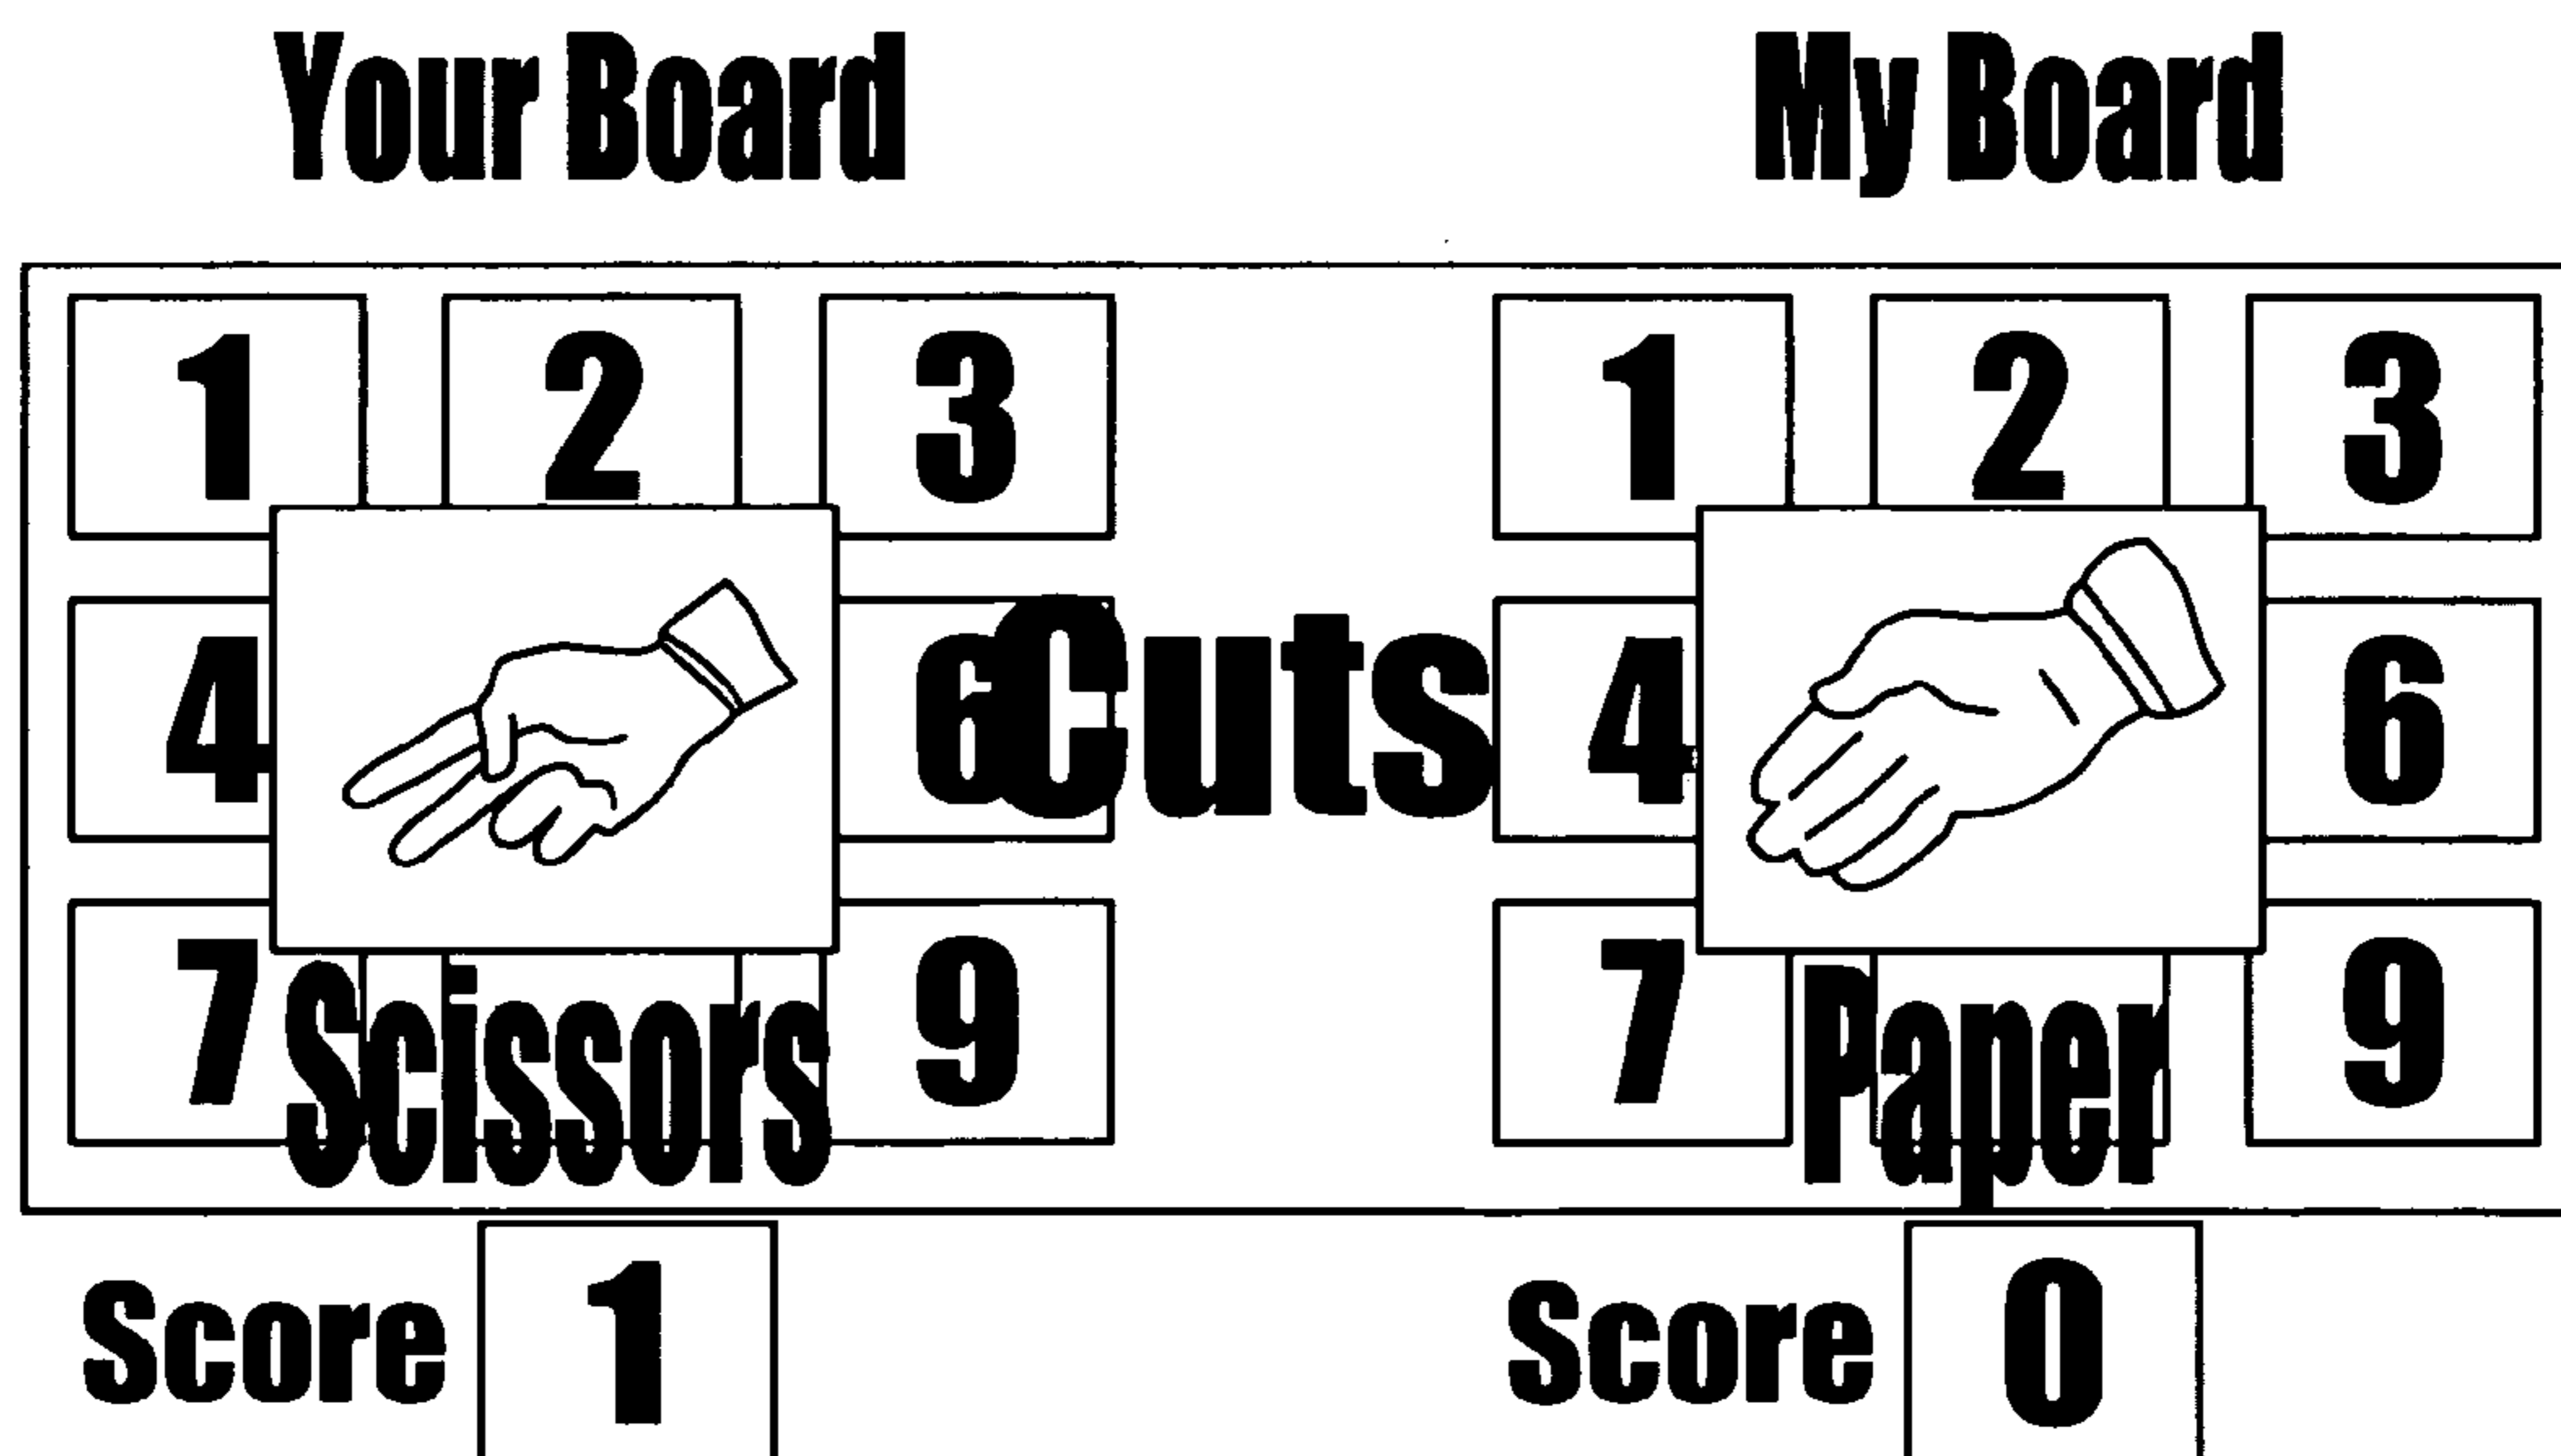 Your Board My Board
1 2 3 1 2 3
4 6 Cuts 4 6
7 9 7 9
Scissors Paper
Score 1 Score 0